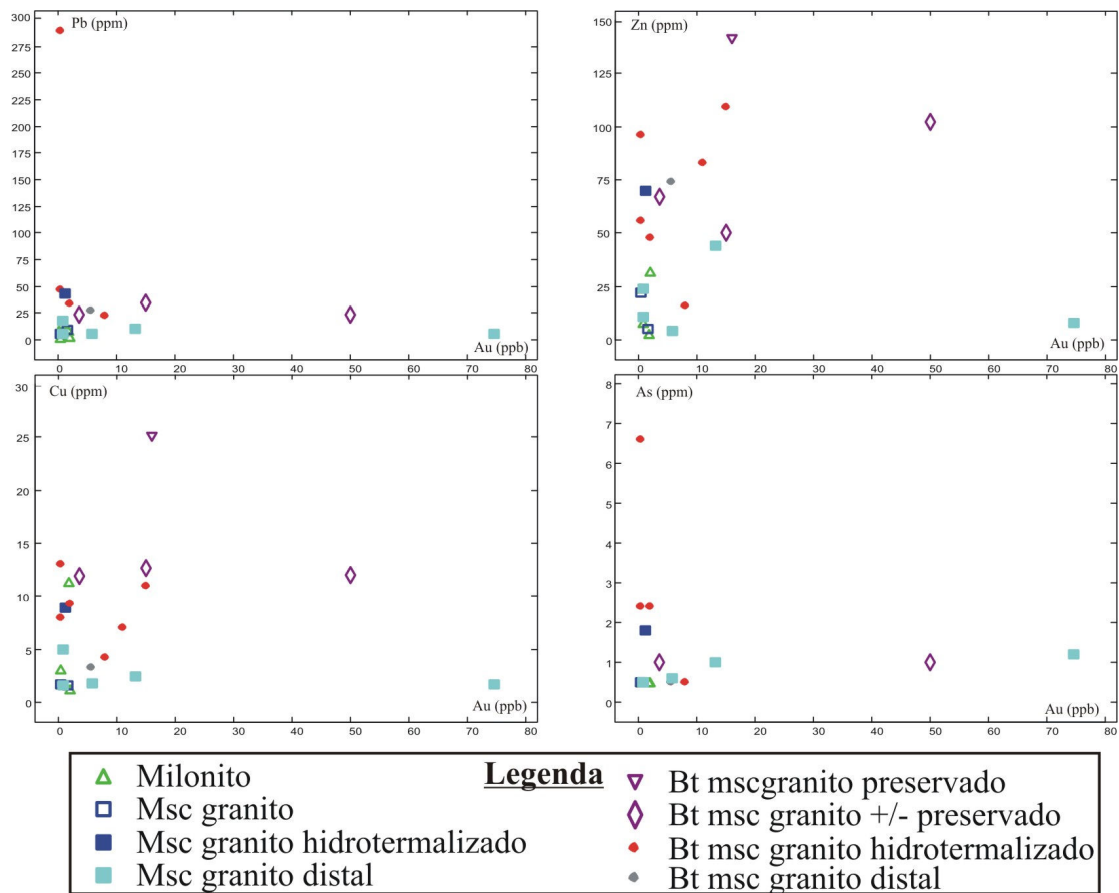 Pb (ppm)
300
275
250
225
200
175
150
125
100
75
50
25
0
Au (ppb)
0 10 20 30 40 50 60 70 80
Zn (ppm)
150
125
100
75
50
25
0
Au (ppb)
0 10 20 30 40 50 60 70 80
Cu (ppm)
30
25
20
15
10
5
0
Au (ppb)
0 10 20 30 40 50 60 70 80
As (ppm)
8
7
6
5
4
3
2
1
0
Au (ppb)
0 10 20 30 40 50 60 70 80
Legenda
Milonito
Msc granito
Msc granito hidrotermalizado
Msc granito distal
Bt mscgranito preservado
Bt msc granito +/- preservado
Bt msc granito hidrotermalizado
Bt msc granito distal